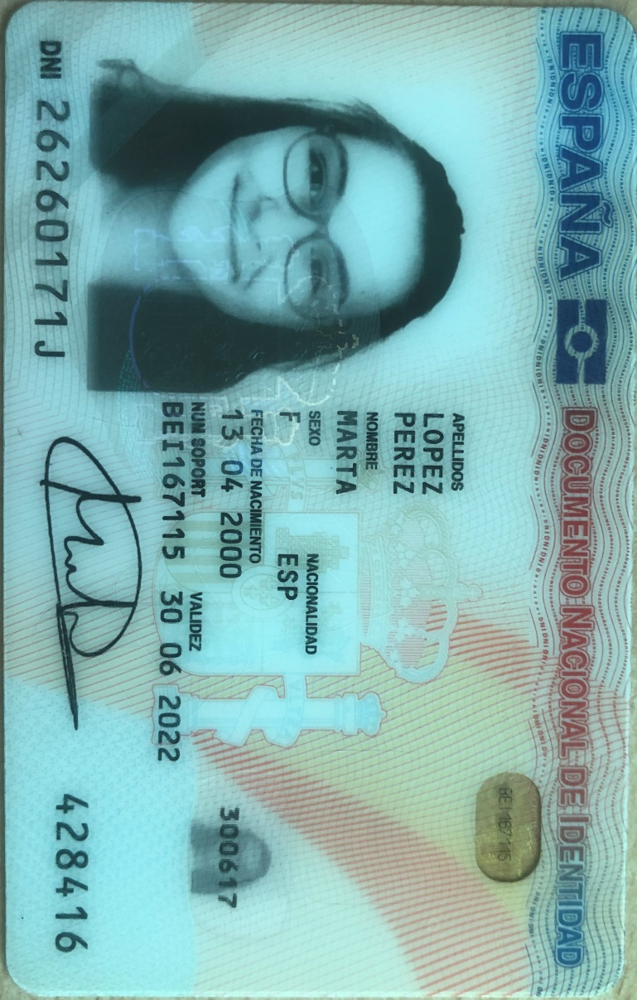 ESPAÑA DOCUMENTO NACIONAL DE IDENTIDAD
APELLIDOS
LOPEZ
PEREZ
NOMBRE
MARTA
SEXO NACIONALIDAD
F ESP
FECHA DE NACIMIENTO
13 04 2000
NUM SOPORT VALIDEZ
BEI167115 30 06 2022
BEI167115
300617
DNI 26260171J
428416